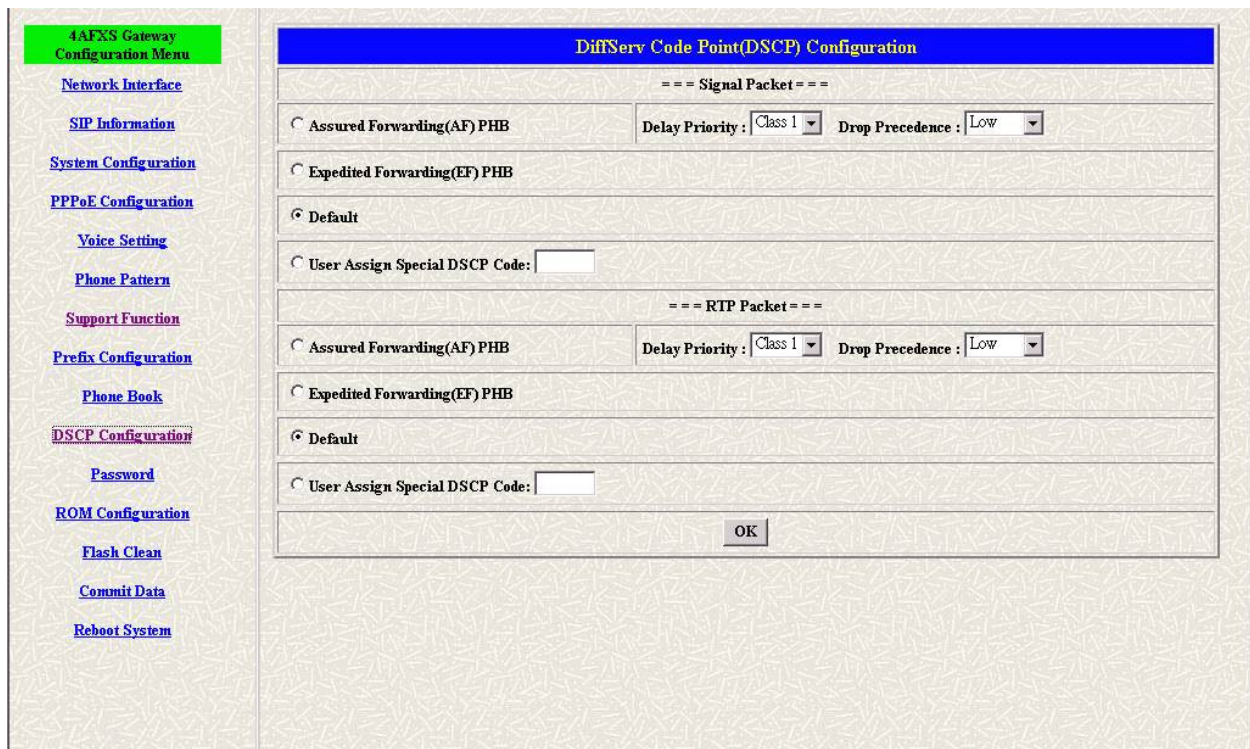 4AFXS Gateway
Configuration Menu
Network Interface
SIP Information
System Configuration
PPPoE Configuration
Voice Setting
Phone Pattern
Support Function
Prefix Configuration
Phone Book
DSCP Configuration
Password
ROM Configuration
Flash Clean
Commit Data
Reboot System
DiffServ Code Point(DSCP) Configuration
= = = Signal Packet = = =
Assured Forwarding(AF) PHB Delay Priority : Class 1 Drop Precedence : Low
Expedited Forwarding(EF) PHB
Default
User Assign Special DSCP Code:
= = = RTP Packet = = =
Assured Forwarding(AF) PHB Delay Priority : Class 1 Drop Precedence : Low
Expedited Forwarding(EF) PHB
Default
User Assign Special DSCP Code:
OK